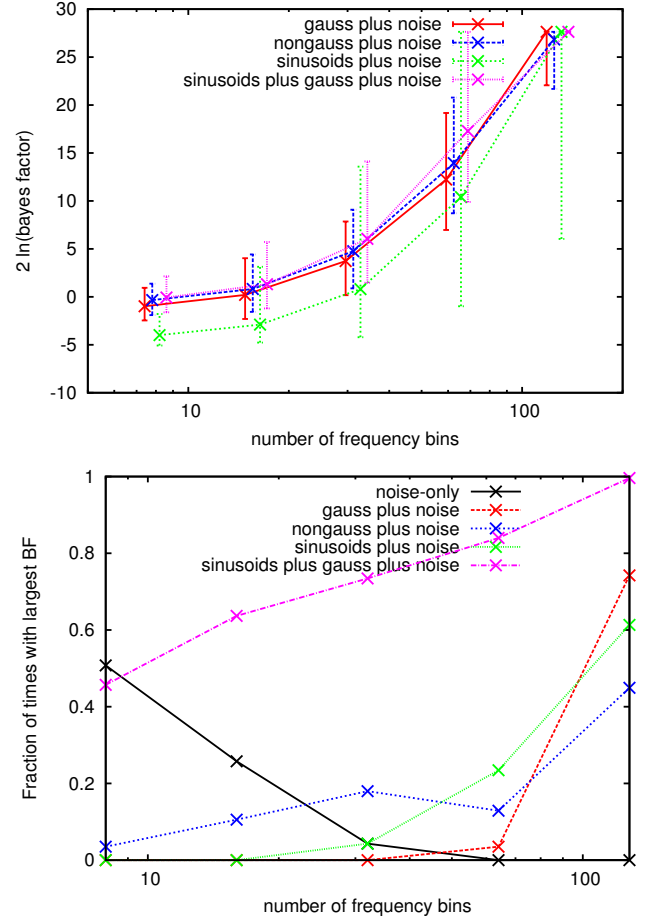 30
25
20
15
10
5
0
-5
-10
2 ln(bayes factor)
gauss plus noise
nongauss plus noise
sinusoids plus noise
sinusoids plus gauss plus noise
10
100
number of frequency bins
1
0.8
0.6
0.4
0.2
0
Fraction of times with largest BF
noise-only
gauss plus noise
nongauss plus noise
sinusoids plus noise
sinusoids plus gauss plus noise
10
100
number of frequency bins